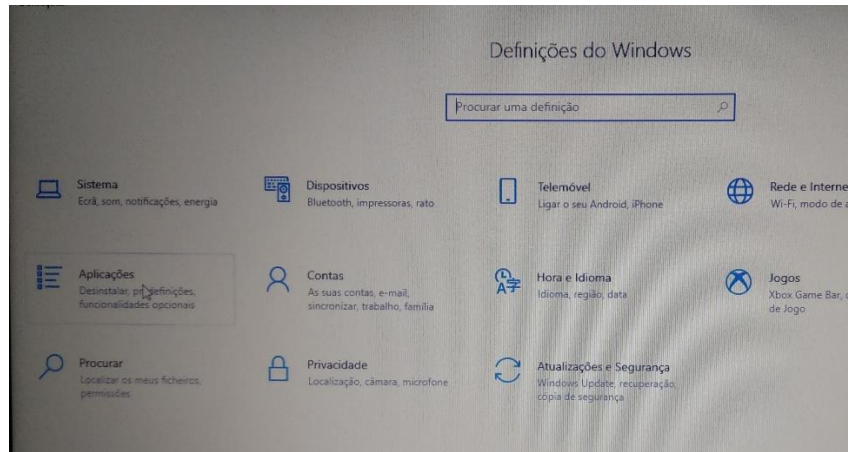 Definições do Windows
Procurar uma definição
Sistema
Ecrã, som, notificações, energia
Dispositivos
Bluetooth, impressoras, rato
Telemóvel
Ligar o seu Android, iPhone
Rede e Interne
Wi-Fi, modo de a
Aplicações
Desinstalar,
funcionalidades opcionais
Contas
As suas contas, e-mail,
sincronizar, trabalho, família
Hora e Idioma
Idioma, região, data
Jogos
Xbox Game Bar,
de Jogo
Procurar
Localizar os meus ficheiros,
permissões
Privacidade
Localização, câmara, microfone
Atualizações e Segurança
Windows Update, recuperação,
cópia de segurança